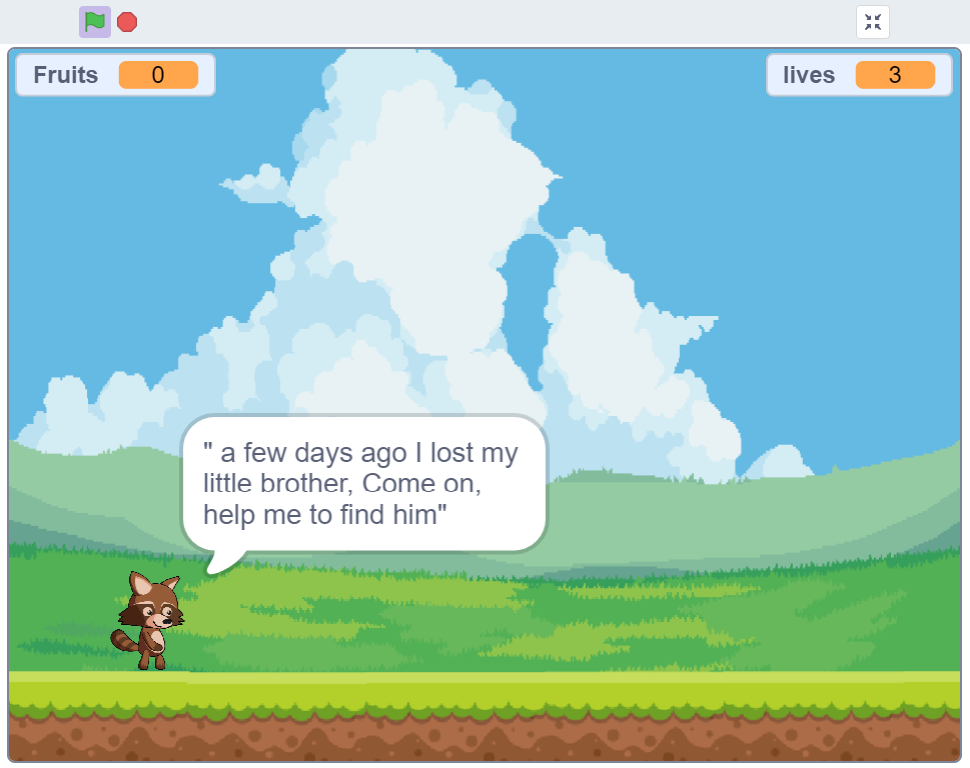 Fruits 0
lives 3
" a few days ago I lost my
little brother, Come on,
help me to find him"